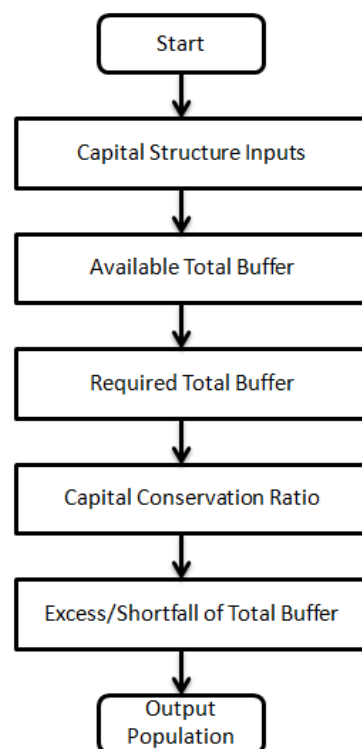 Start
Capital Structure Inputs
Available Total Buffer
Required Total Buffer
Capital Conservation Ratio
Excess/Shortfall of Total Buffer
Output
Population